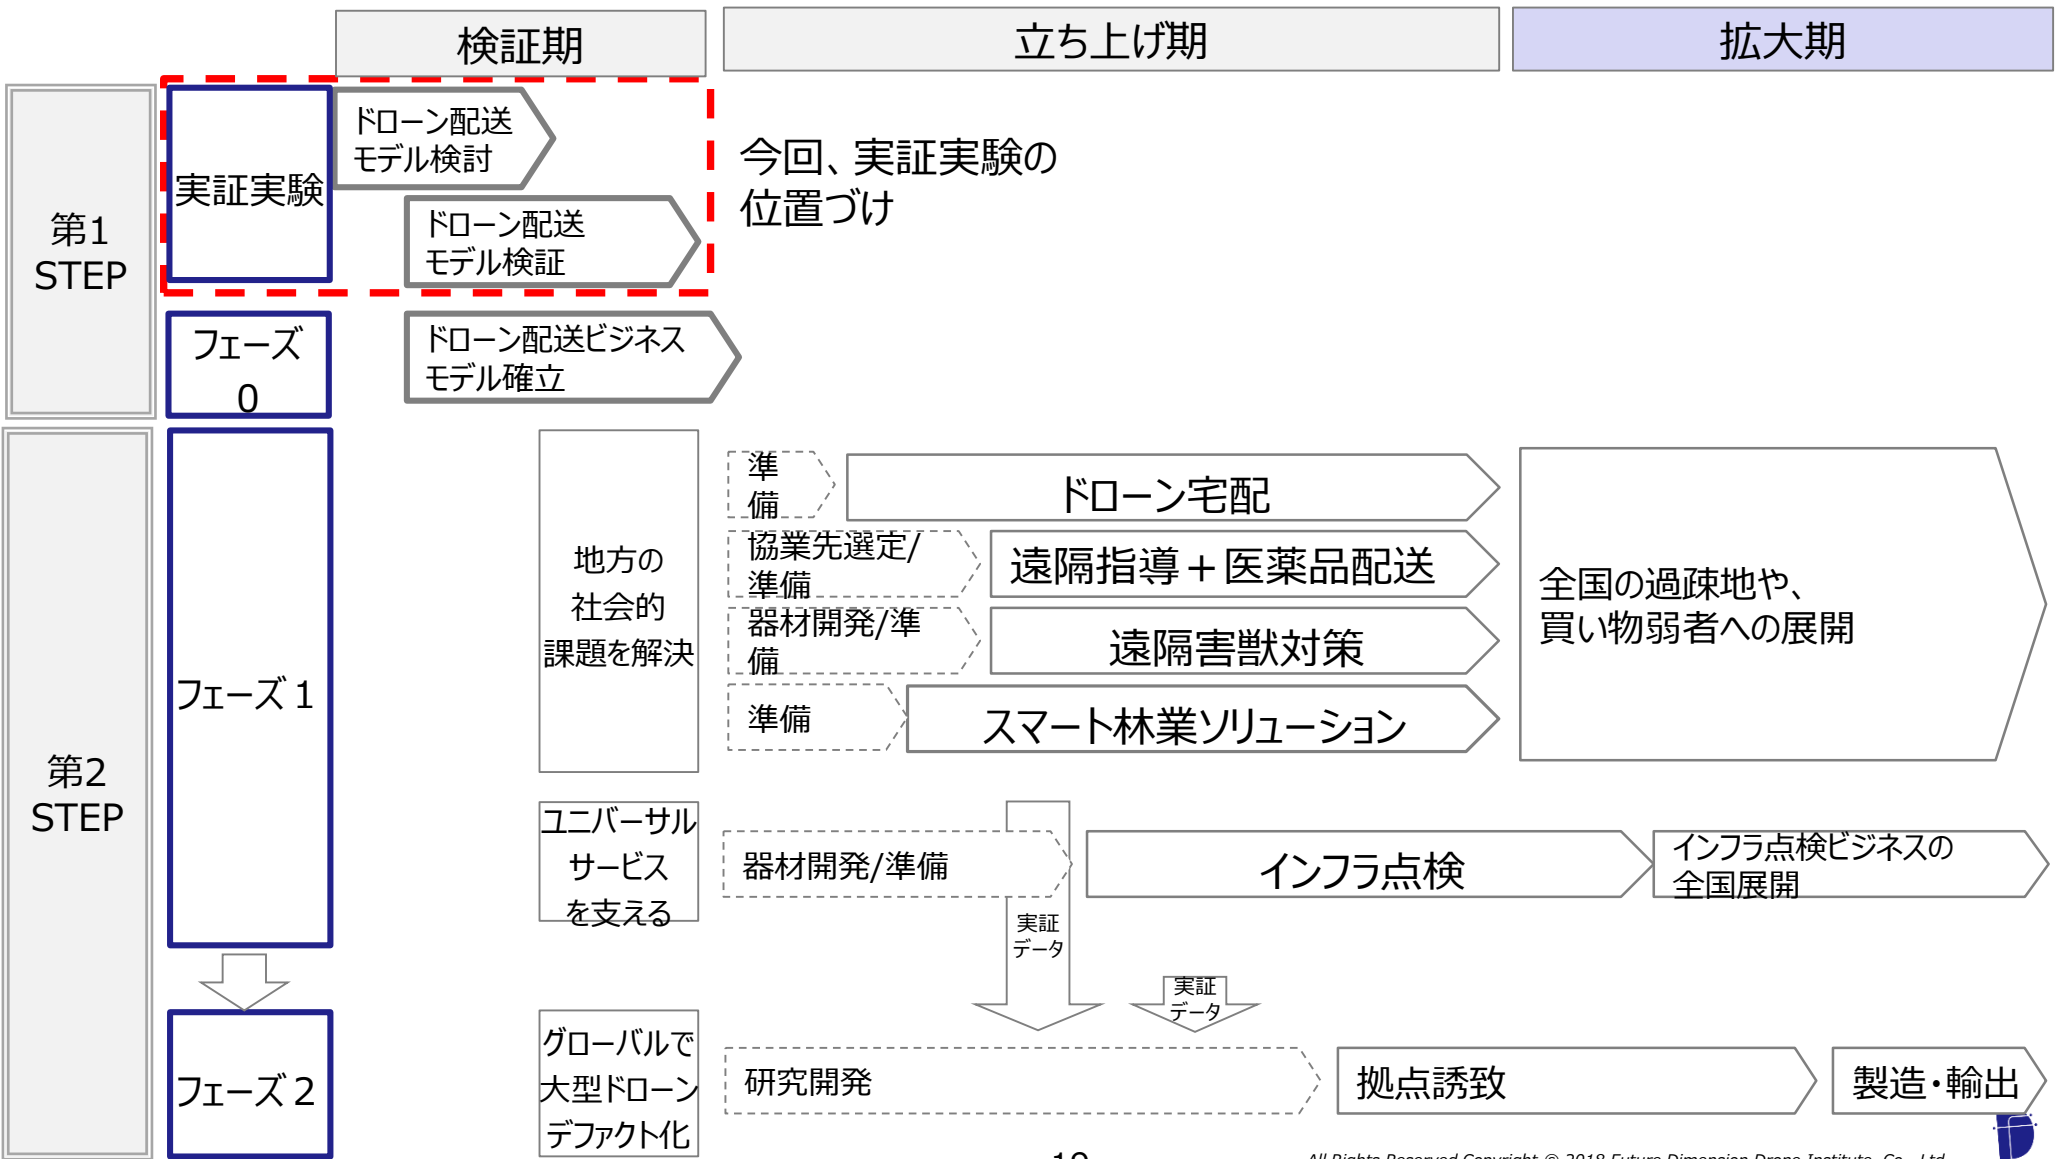 検証期
立ち上げ期
拡大期
第1
STEP
実証実験
ドローン配送
モデル検討
ドローン配送
モデル検証
今回、実証実験の
位置づけ
フェーズ
0
ドローン配送ビジネス
モデル確立
第2
STEP
フェーズ１
地方の
社会的
課題を解決
準
備
ドローン宅配
協業先選定/
準備
遠隔指導＋医薬品配送
器材開発/準
備
遠隔害獣対策
準備
スマート林業ソリューション
全国の過疎地や、
買い物弱者への展開
ユニバーサル
サービス
を支える
器材開発/準備
インフラ点検
インフラ点検ビジネスの
全国展開
実証
データ
実証
データ
フェーズ２
グローバルで
大型ドローン
デファクト化
研究開発
拠点誘致
製造・輸出
All Rights Reserved Copyright © 2018 Future Dimension Drone Institute, Co., Ltd